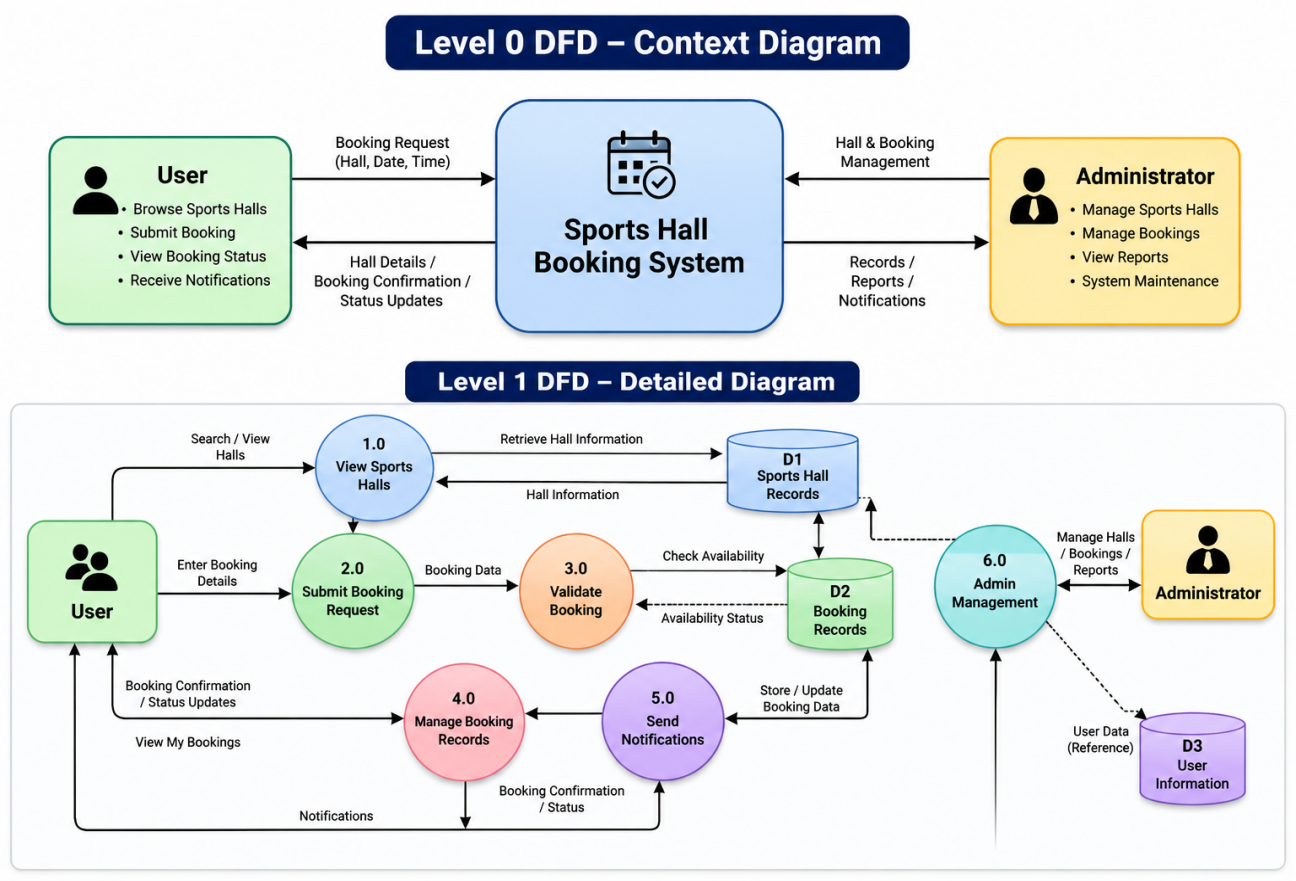 Level 0 DFD – Context Diagram
User
• Browse Sports Halls
• Submit Booking
• View Booking Status
• Receive Notifications
Booking Request
(Hall, Date, Time)
Hall Details /
Booking Confirmation /
Status Updates
Sports Hall
Booking System
Hall & Booking
Management
Records /
Reports /
Notifications
Administrator
• Manage Sports Halls
• Manage Bookings
• View Reports
• System Maintenance
Level 1 DFD – Detailed Diagram
Search / View
Halls
1.0
View Sports
Halls
Retrieve Hall Information
Hall Information
D1
Sports Hall
Records
User
Enter Booking
Details
2.0
Submit Booking
Request
Booking Data
3.0
Validate
Booking
Check Availability
Availability Status
D2
Booking
Records
6.0
Admin
Management
Manage Halls
/ Bookings /
Reports
Administrator
Booking Confirmation
/ Status Updates
View My Bookings
4.0
Manage Booking
Records
5.0
Send
Notifications
Store / Update
Booking Data
User Data
(Reference)
D3
User
Information
Booking Confirmation
/ Status
Notifications